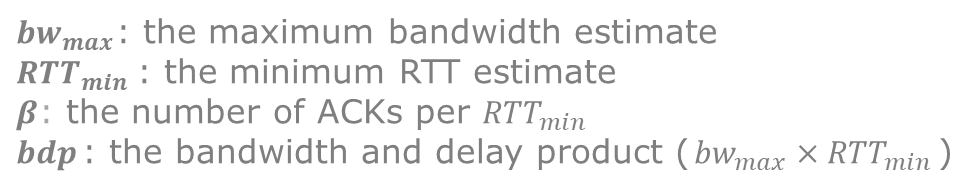 bw_max: the maximum bandwidth estimate
RTT_min : the minimum RTT estimate
β: the number of ACKs per RTT_min
bdp : the bandwidth and delay product ( bw_max × RTT_min )